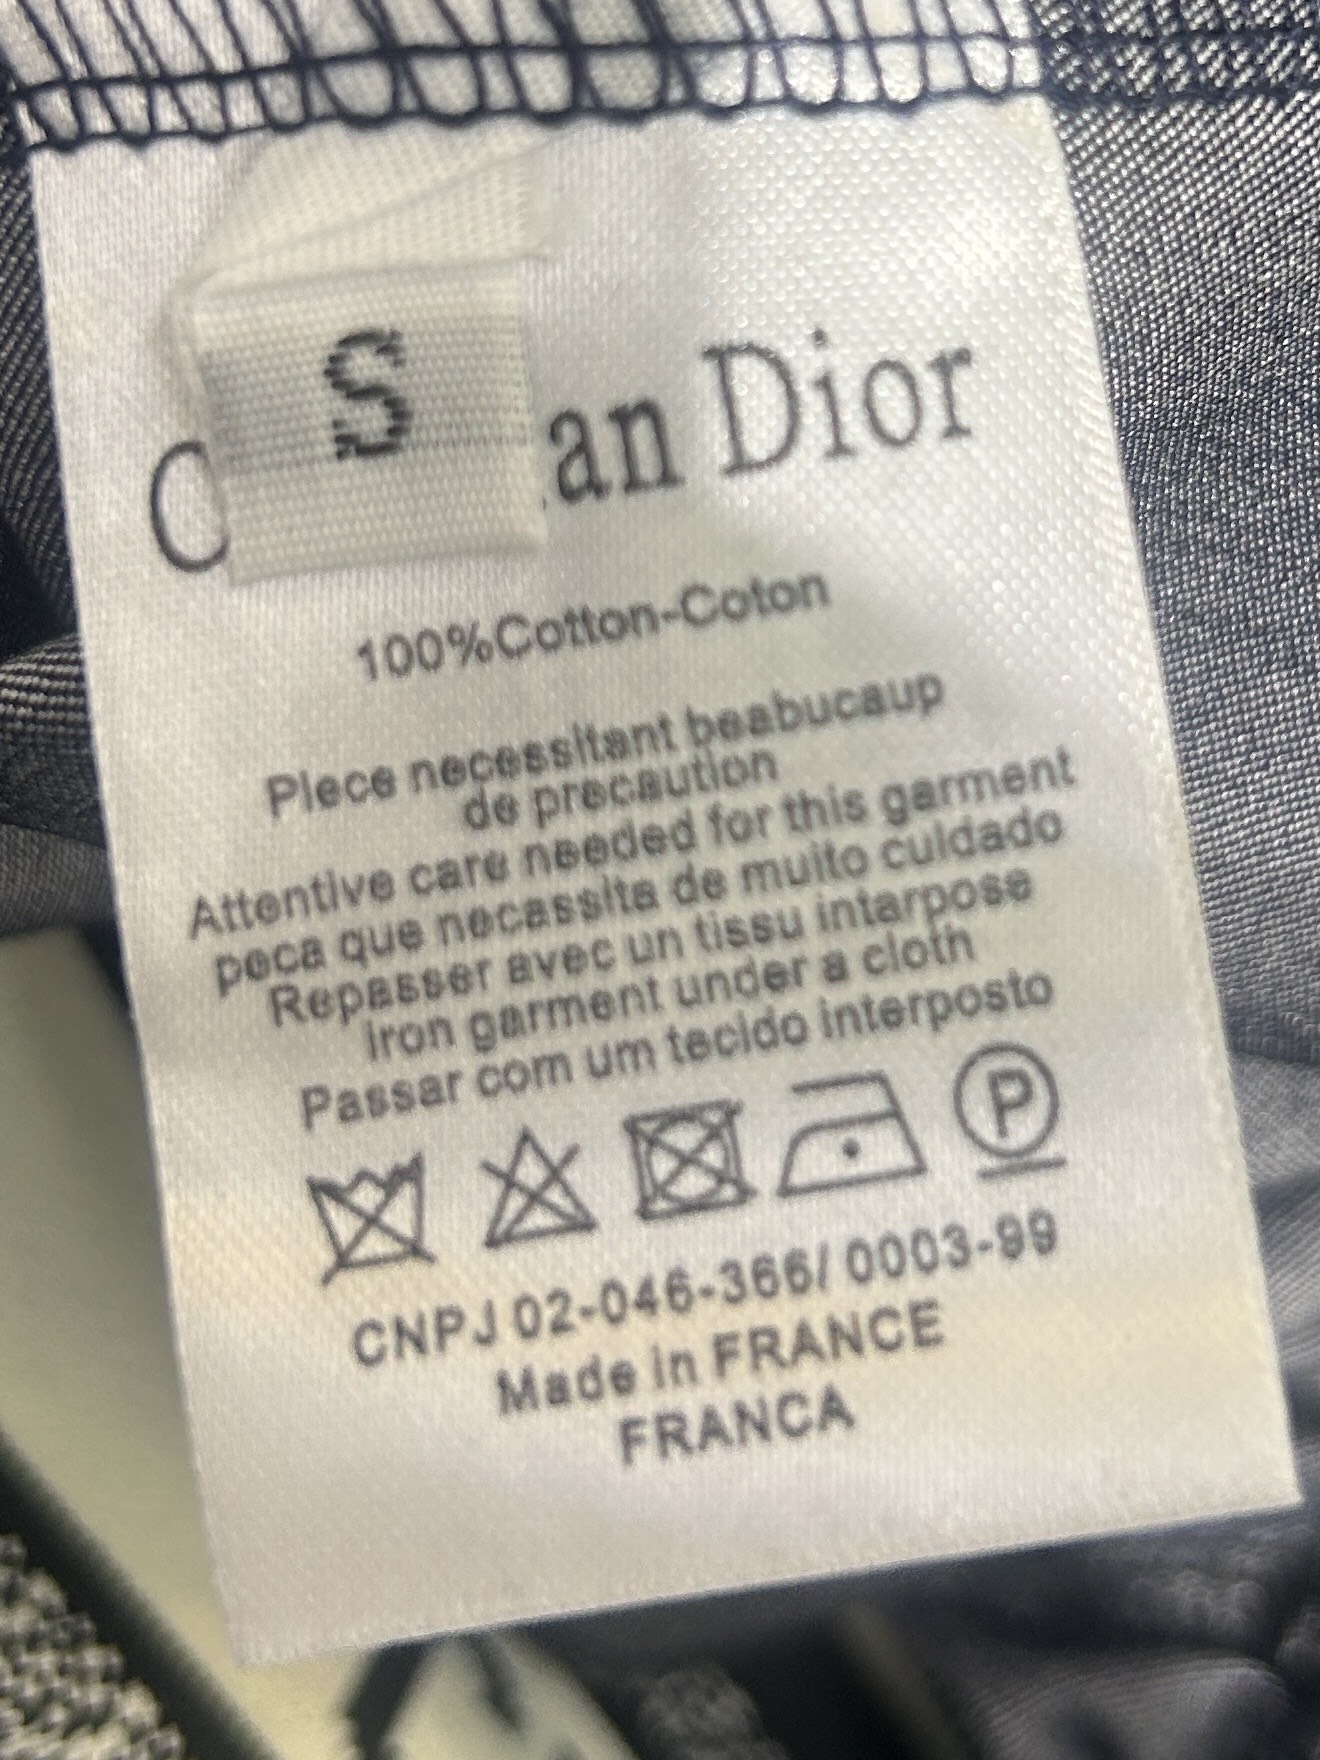 S
C an Dior
100%Cotton-Coton
Piece necessitant beabucaup
de precaution
Attentive care needed for this garment
peca que necassita de muito cuidado
Repasser avec un tissu intarpose
iron garment under a cloth
Passar com um tecido interposto
P
CNPJ 02-046-366/ 0003-99
Made in FRANCE
FRANCA